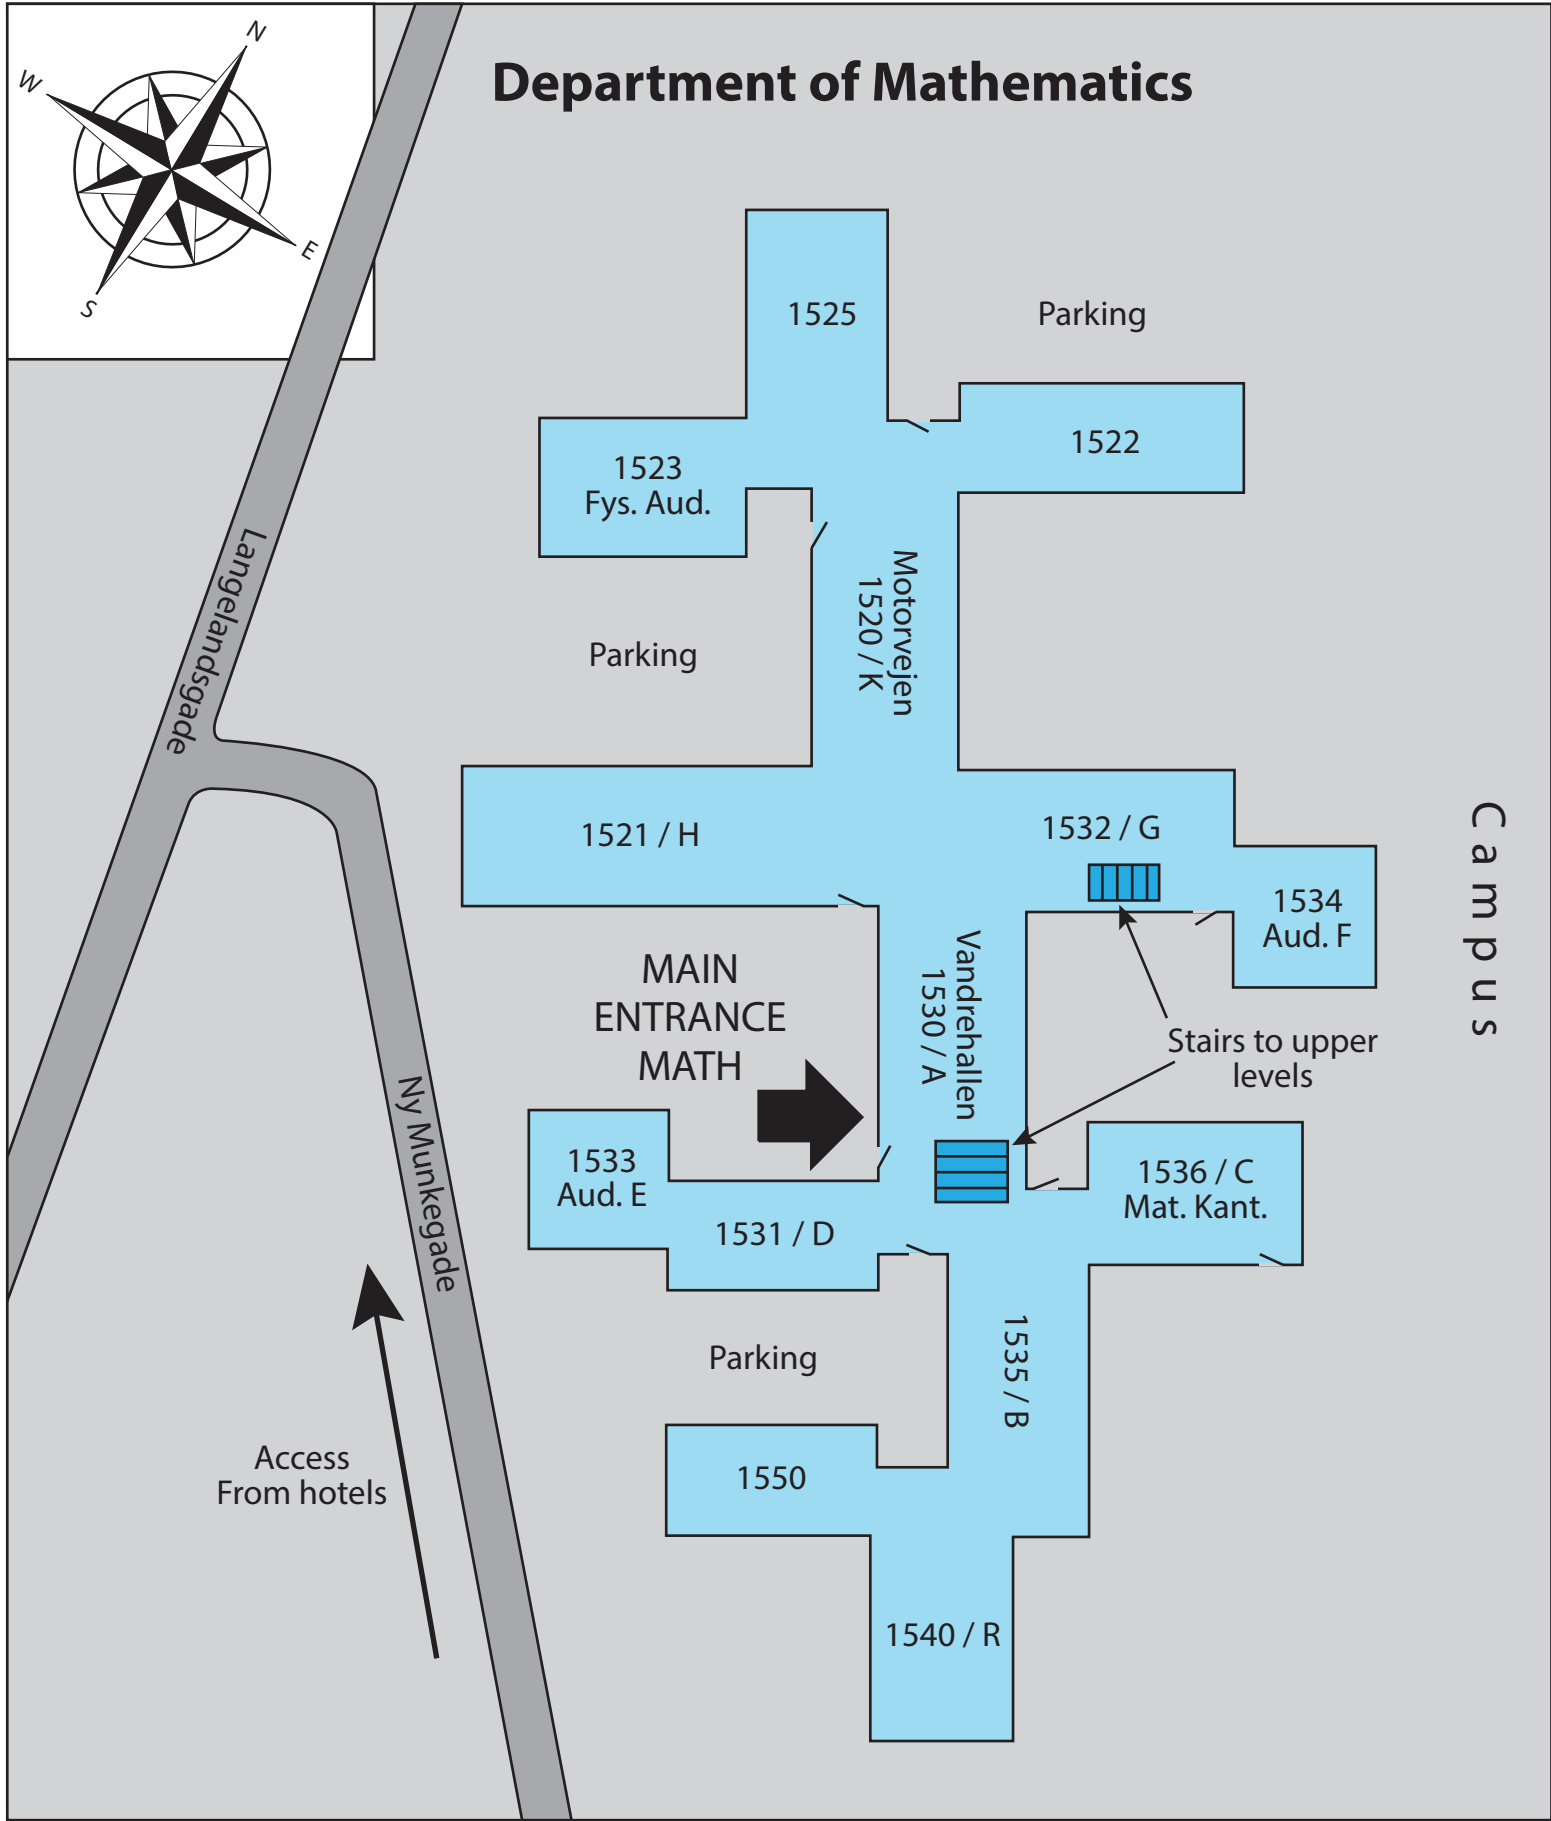 N
W
E
S
Department of Mathematics
1525
Parking
1522
1523
Fys. Aud.
Motorvejen
1520 / K
Langelandsgade
Parking
1521 / H
1532 / G
1534
Aud. F
Campus
MAIN
ENTRANCE
MATH
Vandrehallen
1530 / A
Stairs to upper
levels
Ny Munkegade
1533
Aud. E
1531 / D
1536 / C
Mat. Kant.
Parking
1535 / B
Access
From hotels
1550
1540 / R